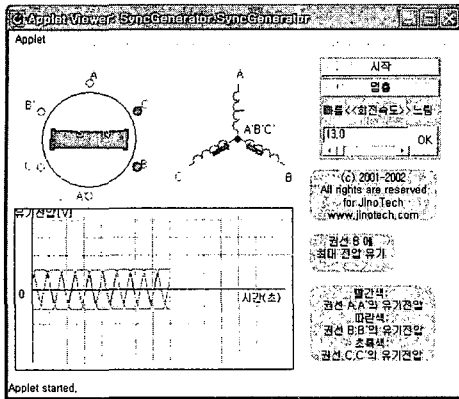 Applet Viewer: SyncGenerator.SyncGenerator
Applet
A
B'
C
B
A
A
A'B'C'
C
B
시작
멈춤
빠름<<회전속도>>느림
13.0
OK
(c) 2001-2002
All rights are reserved
for JInoTech
www.jinotech.com
유기전압[V]
0
시간(초)
권선 B 에
최대 전압 유기
빨간색:
권선 A,A'의 유기전압
파란색:
권선 B,B'의 유기전압
초록색:
권선 C,C'의 유기전압
Applet started.